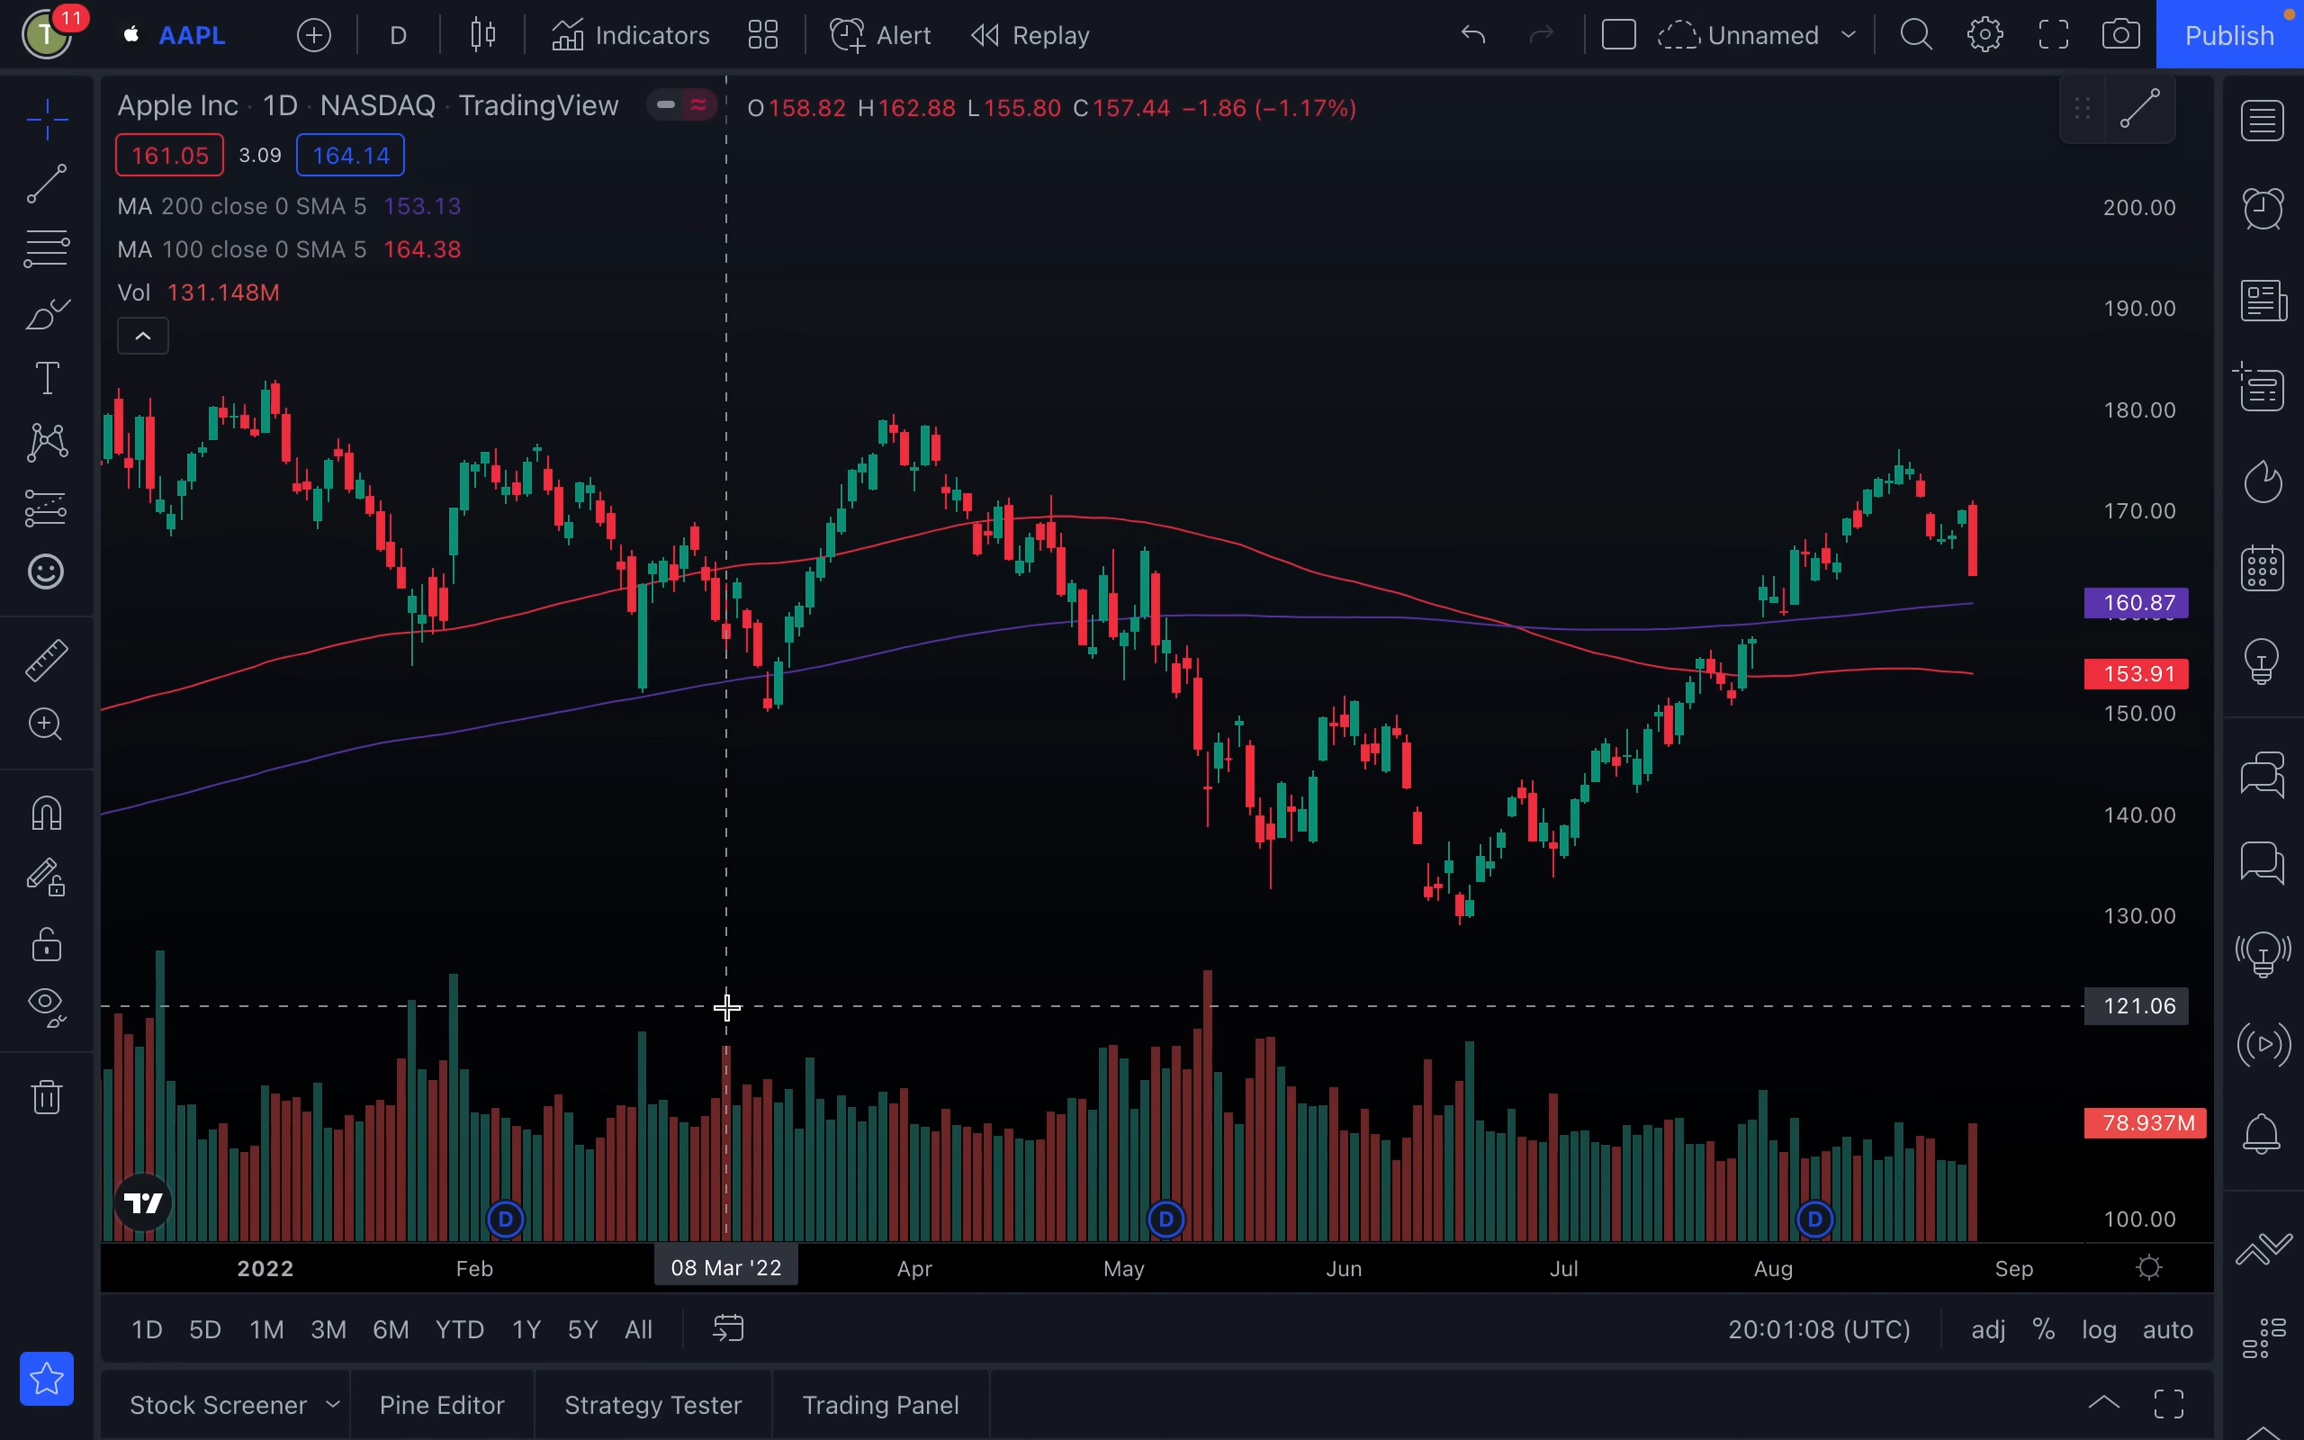 T 11 AAPL D Indicators Alert Replay Unnamed Publish
Apple Inc · 1D · NASDAQ · TradingView O158.82 H162.88 L155.80 C157.44 −1.86 (−1.17%)
161.05 3.09 164.14
MA 200 close 0 SMA 5 153.13
MA 100 close 0 SMA 5 164.38
Vol 131.148M
200.00
190.00
180.00
170.00
160.87
153.91
150.00
140.00
130.00
121.06
78.937M
100.00
D D D
2022 Feb 08 Mar '22 Apr May Jun Jul Aug Sep
1D 5D 1M 3M 6M YTD 1Y 5Y All 20:01:08 (UTC) adj % log auto
Stock Screener Pine Editor Strategy Tester Trading Panel